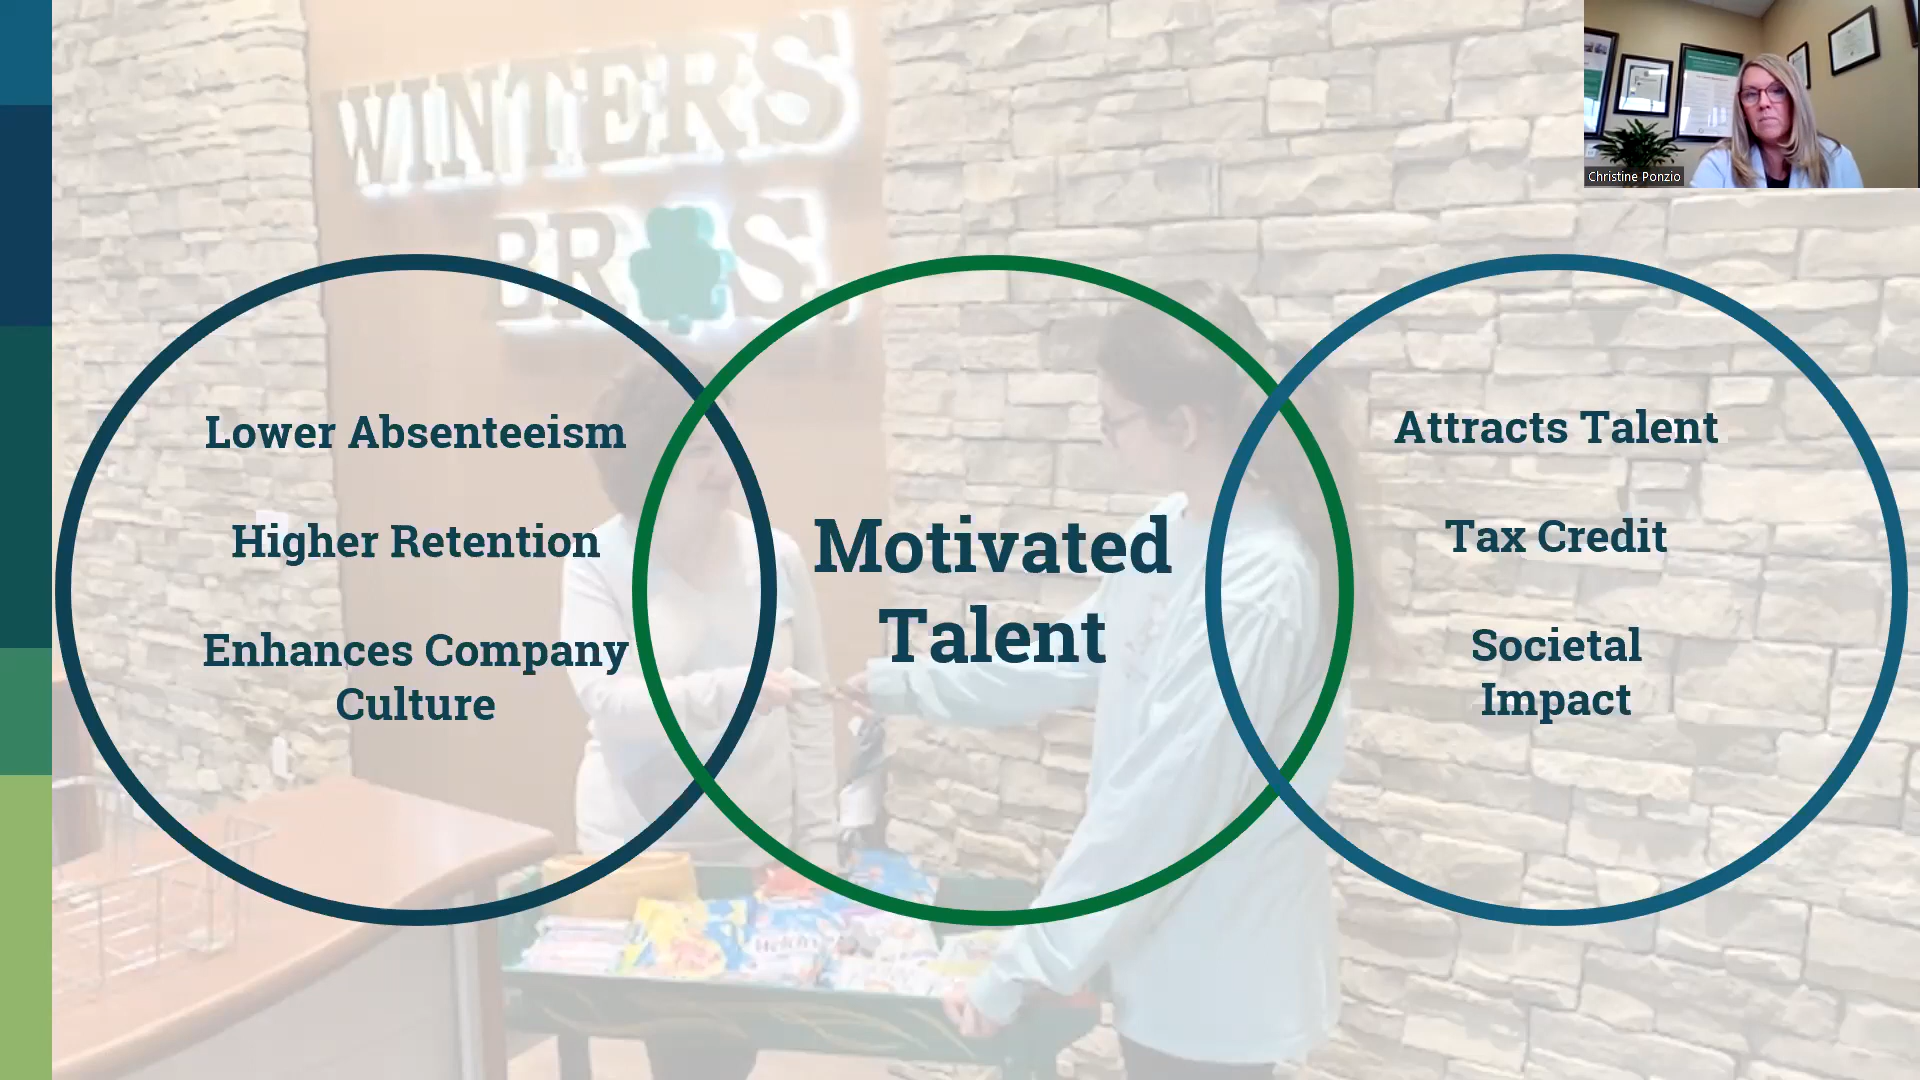 WINTERS
BROS.
Christine Ponzio
Lower Absenteeism
Higher Retention
Enhances Company
Culture
Motivated
Talent
Attracts Talent
Tax Credit
Societal
Impact